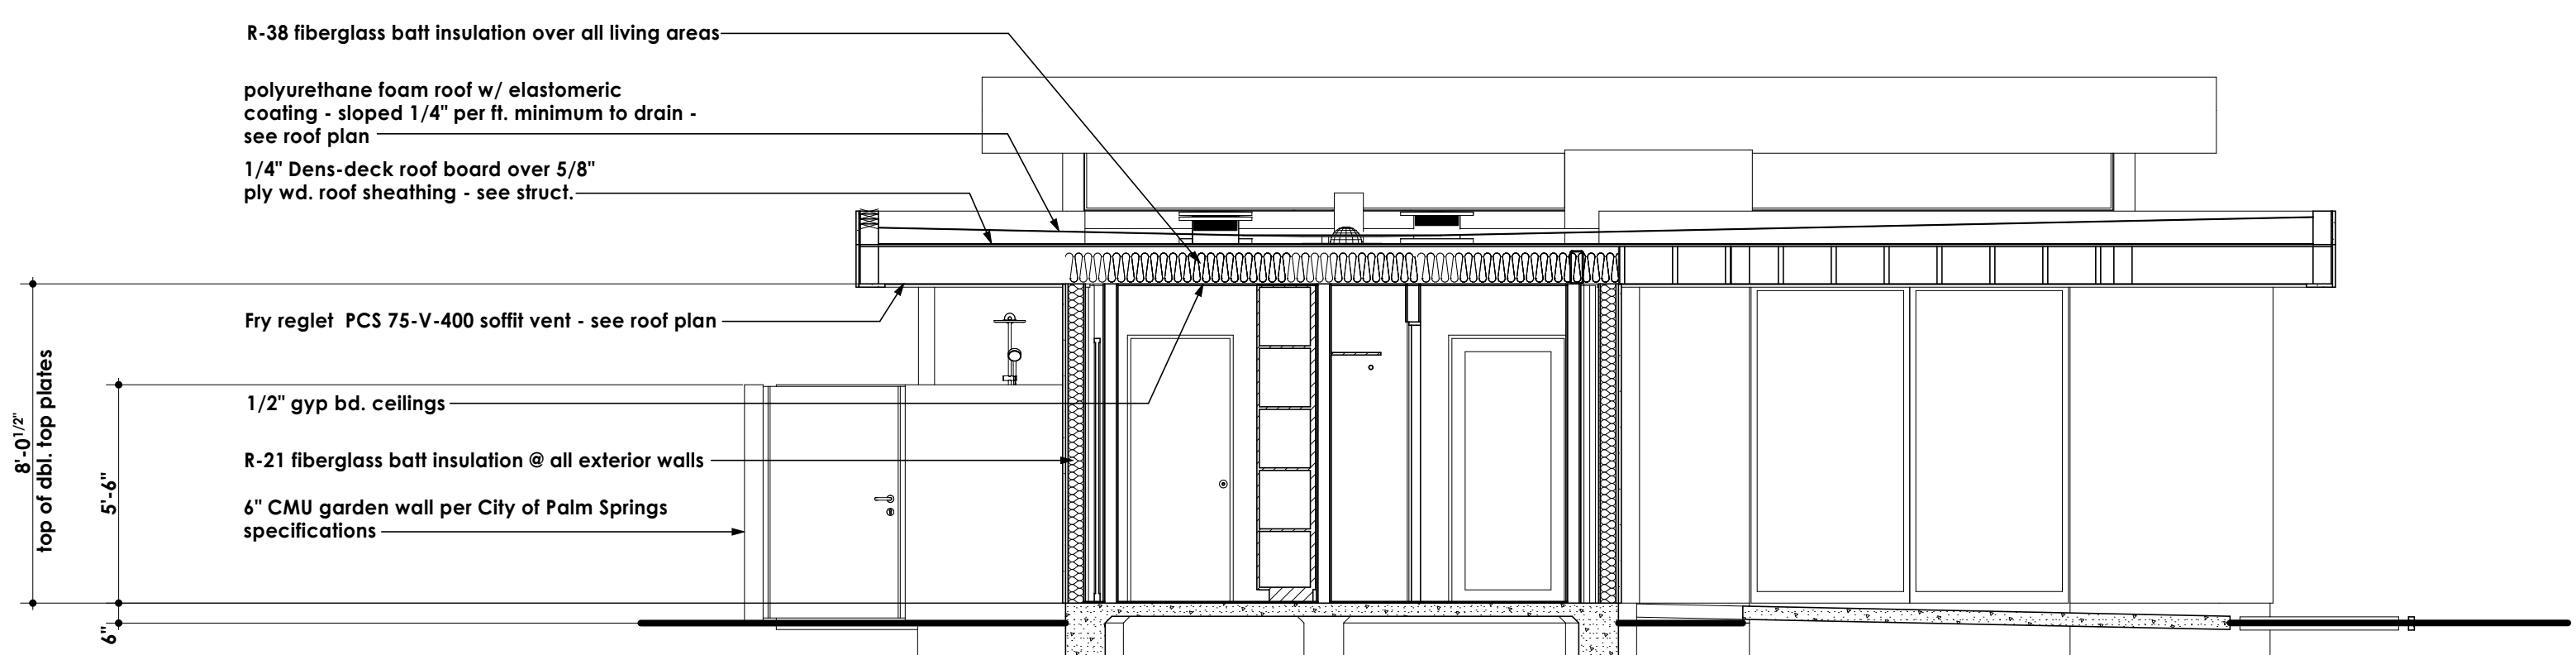 R-38 fiberglass batt insulation over all living areas
polyurethane foam roof w/ elastomeric
coating - sloped 1/4" per ft. minimum to drain -
see roof plan
1/4" Dens-deck roof board over 5/8"
ply wd. roof sheathing - see struct.
Fry reglet PCS 75-V-400 soffit vent - see roof plan
1/2" gyp bd. ceilings
R-21 fiberglass batt insulation @ all exterior walls
6" CMU garden wall per City of Palm Springs
specifications
8'-0 1/2"
top of dbl. top plates
5'-6"
6"